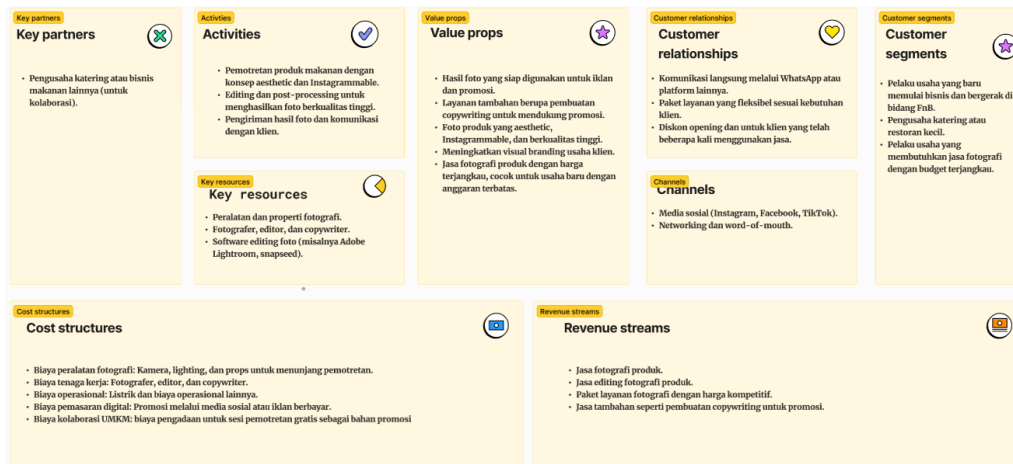 Key partners
Key partners
• Pengusaha katering atau bisnis
makanan lainnya (untuk
kolaborasi).
Activties
Activities
• Pemotretan produk makanan dengan
konsep aesthetic dan Instagrammable.
• Editing dan post-processing untuk
menghasilkan foto berkualitas tinggi.
• Pengiriman hasil foto dan komunikasi
dengan klien.
Key resources
Key resources
• Peralatan dan properti fotografi.
• Fotografer, editor, dan copywriter.
• Software editing foto (misalnya Adobe
Lightroom, snapseed).
Value props
Value props
• Hasil foto yang siap digunakan untuk iklan
dan promosi.
• Layanan tambahan berupa pembuatan
copywriting untuk mendukung promosi.
• Foto produk yang aesthetic,
Instagrammable, dan berkualitas tinggi.
• Meningkatkan visual branding usaha klien.
• Jasa fotografi produk dengan harga
terjangkau, cocok untuk usaha baru dengan
anggaran terbatas.
Customer relationships
Customer
relationships
• Komunikasi langsung melalui WhatsApp atau
platform lainnya.
• Paket layanan yang fleksibel sesuai kebutuhan
klien.
• Diskon opening dan untuk klien yang telah
beberapa kali menggunakan jasa.
Channels
Channels
• Media sosial (Instagram, Facebook, TikTok).
• Networking dan word-of-mouth.
Customer segments
Customer
segments
• Pelaku usaha yang baru
memulai bisnis dan bergerak di
bidang FnB.
• Pengusaha katering atau
restoran kecil.
• Pelaku usaha yang
membutuhkan jasa fotografi
dengan budget terjangkau.
Cost structures
Cost structures
• Biaya peralatan fotografi: Kamera, lighting, dan props untuk menunjang pemotretan.
• Biaya tenaga kerja: Fotografer, editor, dan copywriter.
• Biaya operasional: Listrik dan biaya operasional lainnya.
• Biaya pemasaran digital: Promosi melalui media sosial atau iklan berbayar.
• Biaya kolaborasi UMKM: biaya pengadaan untuk sesi pemotretan gratis sebagai bahan promosi
Revenue streams
Revenue streams
• Jasa fotografi produk.
• Jasa editing fotografi produk.
• Paket layanan fotografi dengan harga kompetitif.
• Jasa tambahan seperti pembuatan copywriting untuk promosi.